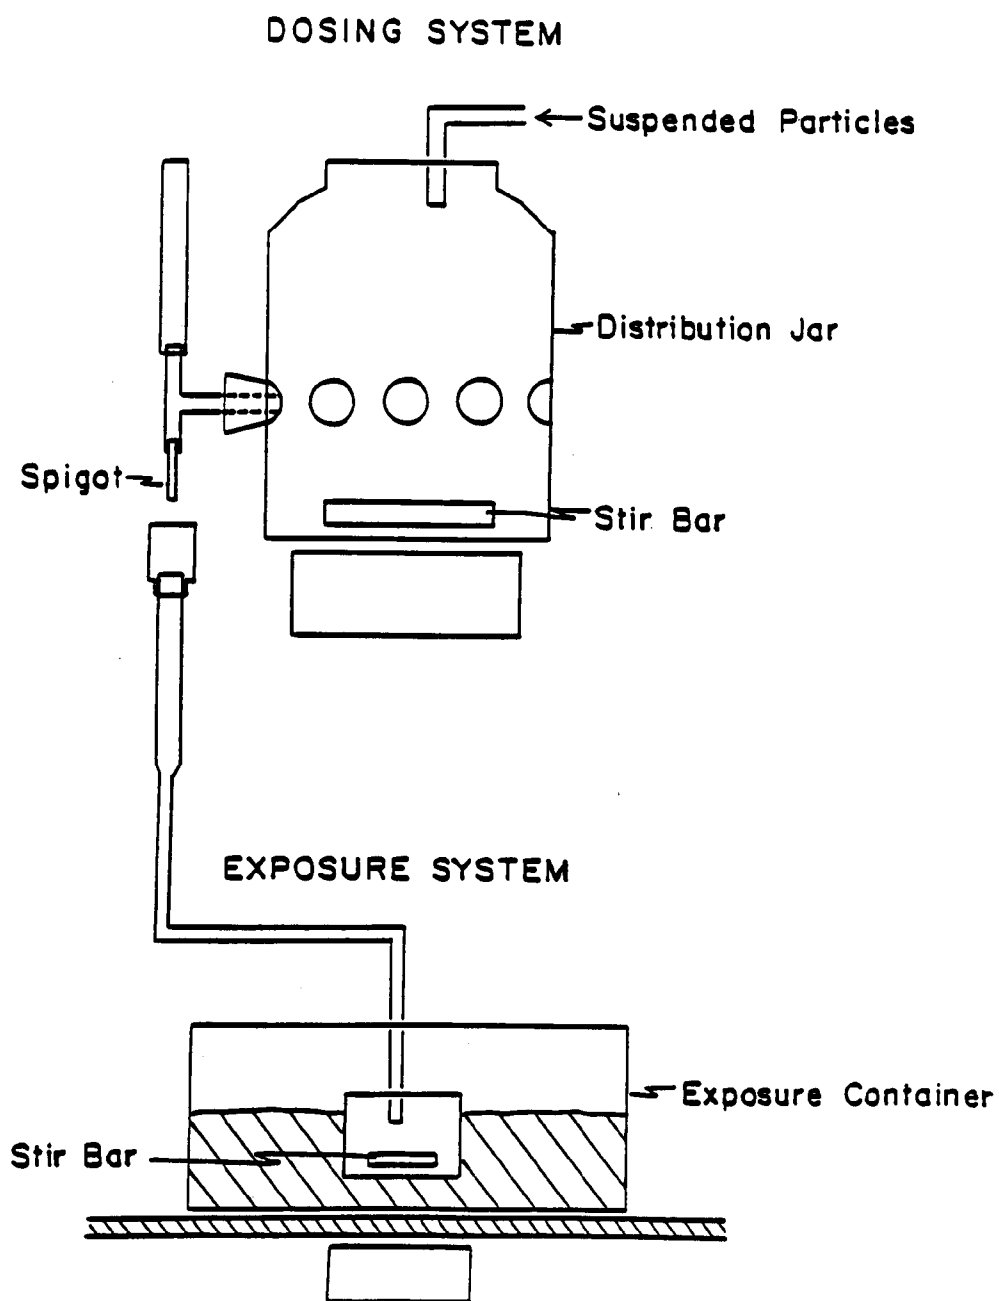 DOSING SYSTEM
Suspended Particles
Distribution Jar
Spigot
Stir Bar
EXPOSURE SYSTEM
Exposure Container
Stir Bar